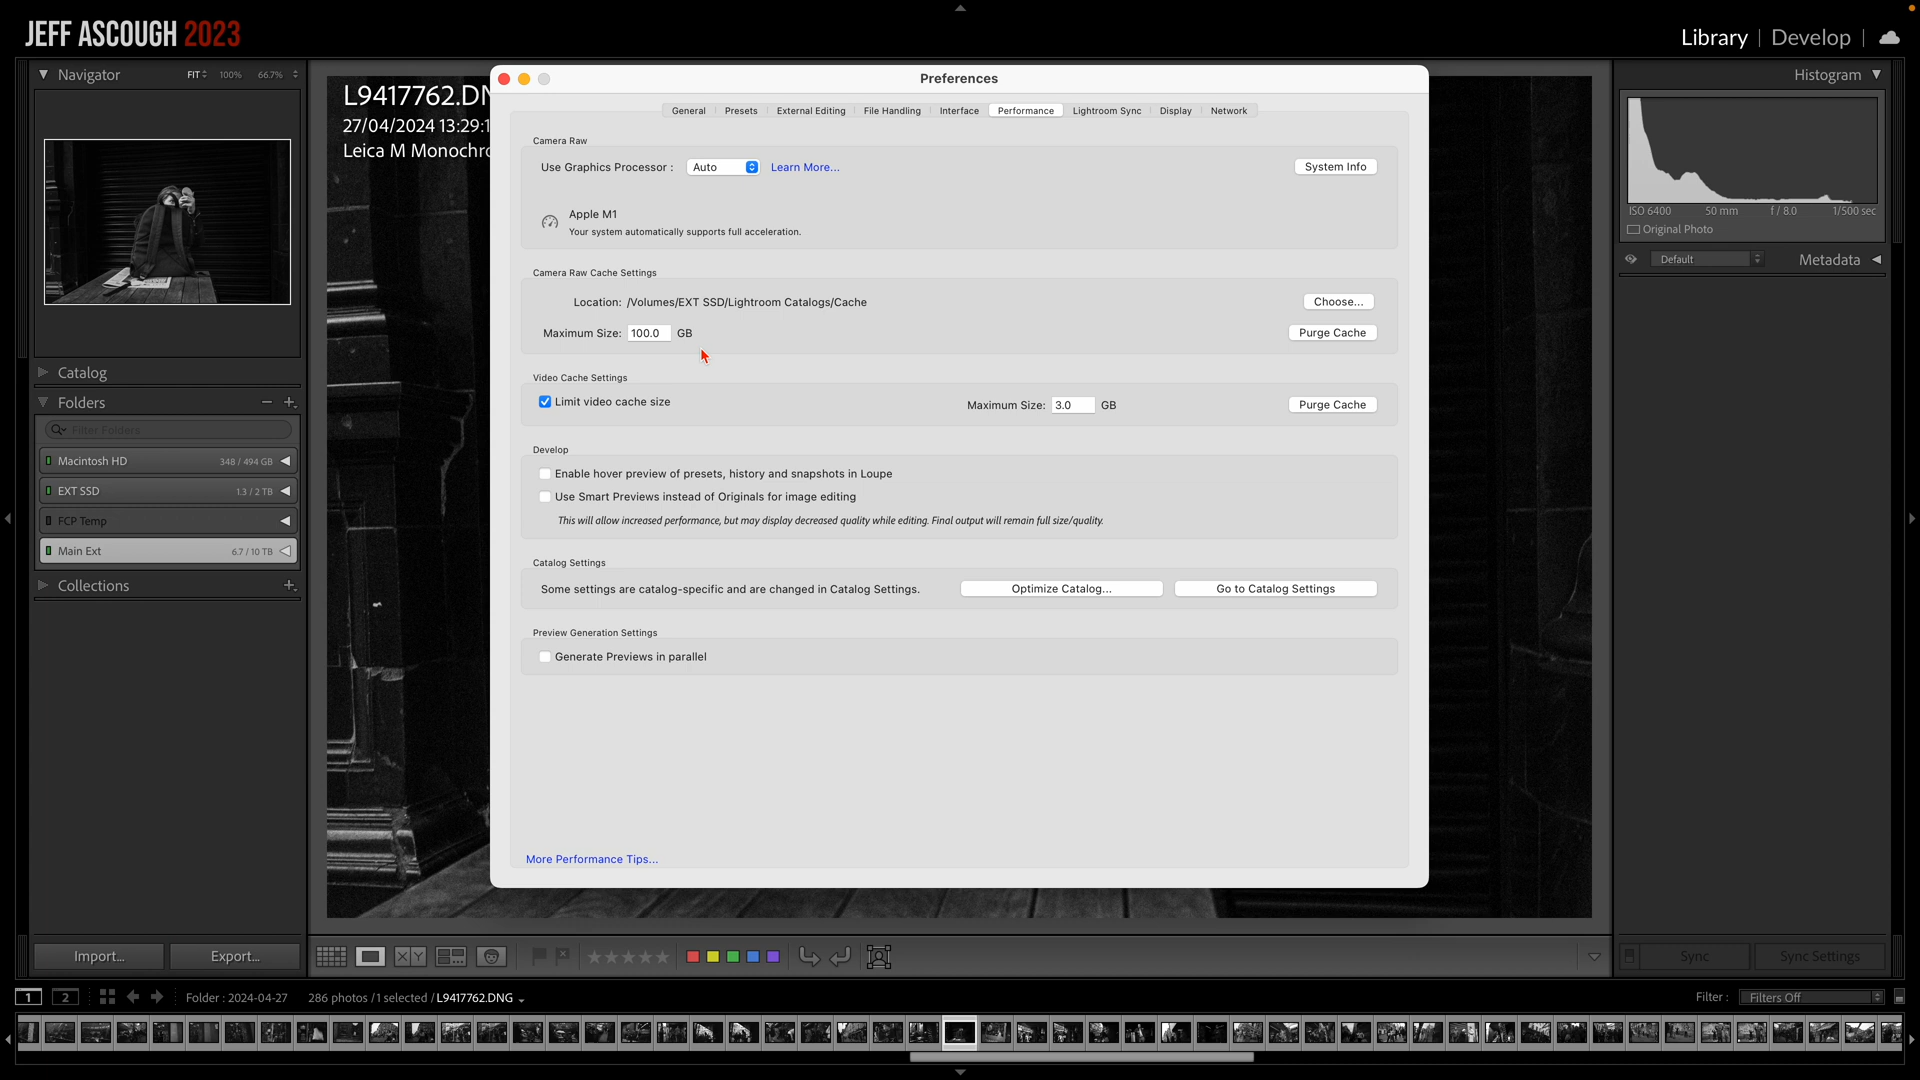 JEFF ASCOUGH 2023
Library | Develop |
Navigator FIT 100% 66.7%
Histogram
L9417762.DN
27/04/2024 13:29:1
Leica M Monochro
Preferences
General Presets External Editing File Handling Interface Performance Lightroom Sync Display Network
Camera Raw
Use Graphics Processor : Auto Learn More... System Info
Apple M1
Your system automatically supports full acceleration.
Camera Raw Cache Settings
Location: /Volumes/EXT SSD/Lightroom Catalogs/Cache Choose...
Maximum Size: 100.0 GB Purge Cache
Video Cache Settings
Limit video cache size Maximum Size: 3.0 GB Purge Cache
Develop
Enable hover preview of presets, history and snapshots in Loupe
Use Smart Previews instead of Originals for image editing
This will allow increased performance, but may display decreased quality while editing. Final output will remain full size/quality.
Catalog Settings
Some settings are catalog-specific and are changed in Catalog Settings. Optimize Catalog... Go to Catalog Settings
Preview Generation Settings
Generate Previews in parallel
More Performance Tips...
ISO 6400 50 mm f / 8.0 1/500 sec
Original Photo
Default Metadata
Catalog
Folders
Filter Folders
Macintosh HD 348 / 494 GB
EXT SSD 1.3 / 2 TB
FCP Temp
Main Ext 6.7 / 10 TB
Collections
Import... Export...
X Y
Sync Sync Settings
1 2 Folder : 2024-04-27 286 photos / 1 selected / L9417762.DNG
Filter : Filters Off